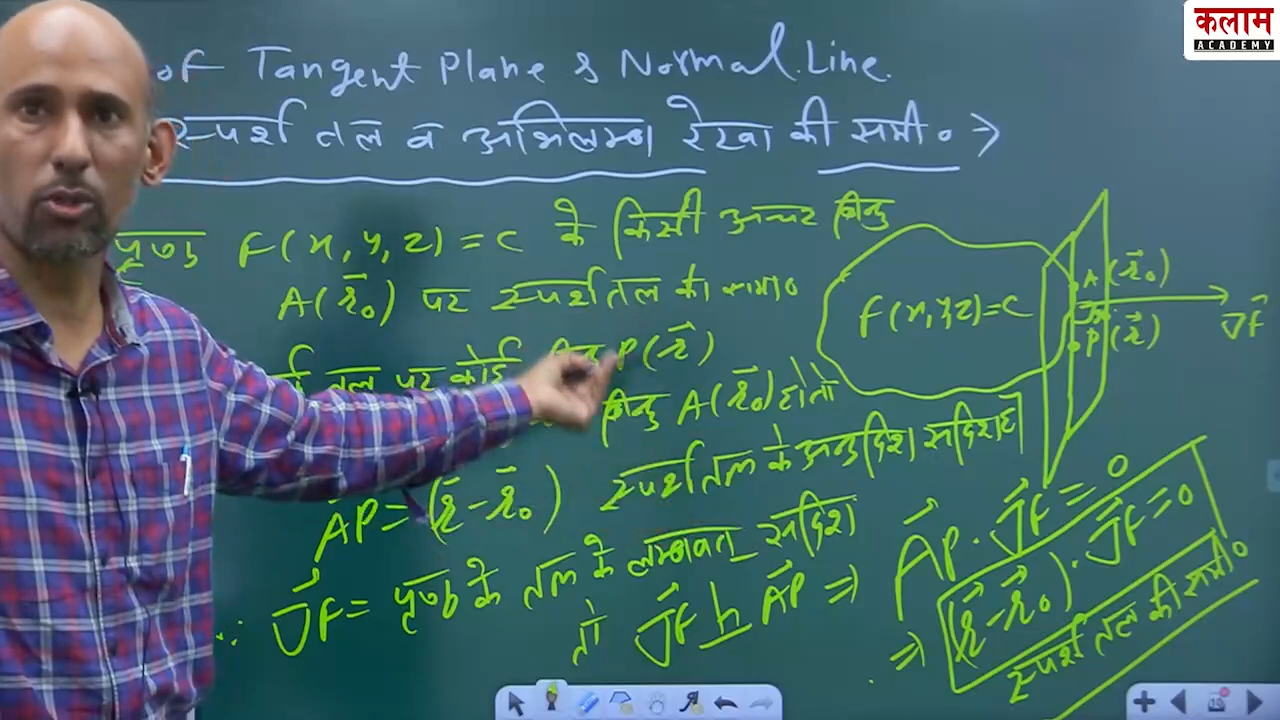 कलाम
ACADEMY
of Tangent Plane & Normal Line.
स्पर्श तल व अभिलम्ब रेखा की समी० →
पृष्ठ F(x, y, z) = c के किसी अचर बिन्दु
A(r̄₀) पर स्पर्शतल का समी०
तल पर कोई बिन्दु P(r̄)
बिन्दु A(r̄₀) हो तो
AP = (r̄ - r̄₀) स्पर्शतल के अनुदिश सदिश है
∵ ∇F = पृष्ठ के तल के लम्बवत् सदिश
तो ∇F ⊥ AP ⇒ AP · ∇F = 0
⇒ (r̄ - r̄₀) · ∇F = 0
स्पर्श तल की समी०
F(x, y, z) = c
A(r̄₀)
P(r̄)
∇F